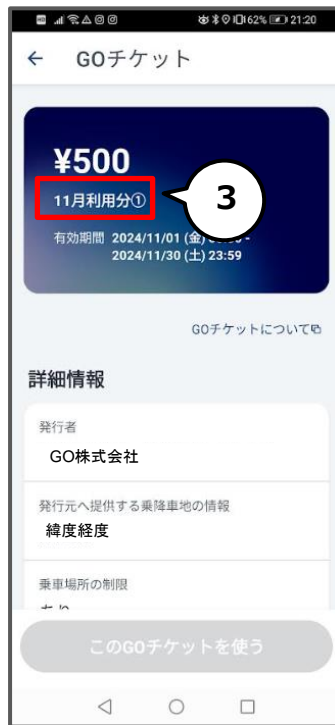 62% 21:20
GOチケット
¥500
11月利用分①
3
有効期間 2024/11/01 (金)
2024/11/30 (土) 23:59
GOチケットについて
詳細情報
発行者
GO株式会社
発行元へ提供する乗降車地の情報
緯度経度
乗車場所の制限
このGOチケットを使う